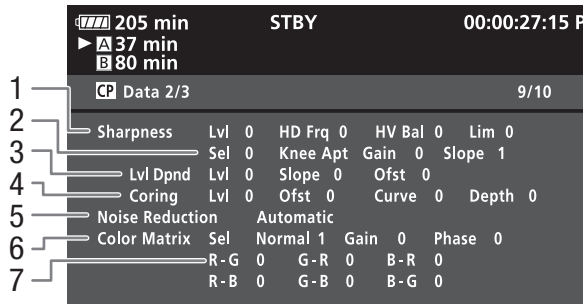 205 min STBY 00:00:27:15 P
A 37 min
B 80 min
CP Data 2/3 9/10
1 Sharpness Lvl 0 HD Frq 0 HV Bal 0 Lim 0
2 Sel 0 Knee Apt Gain 0 Slope 1
3 Lvl Dpnd Lvl 0 Slope 0 Ofst 0
4 Coring Lvl 0 Ofst 0 Curve 0 Depth 0
5 Noise Reduction Automatic
6 Color Matrix Sel Normal 1 Gain 0 Phase 0
7 R-G 0 G-R 0 B-R 0
R-B 0 G-B 0 B-G 0